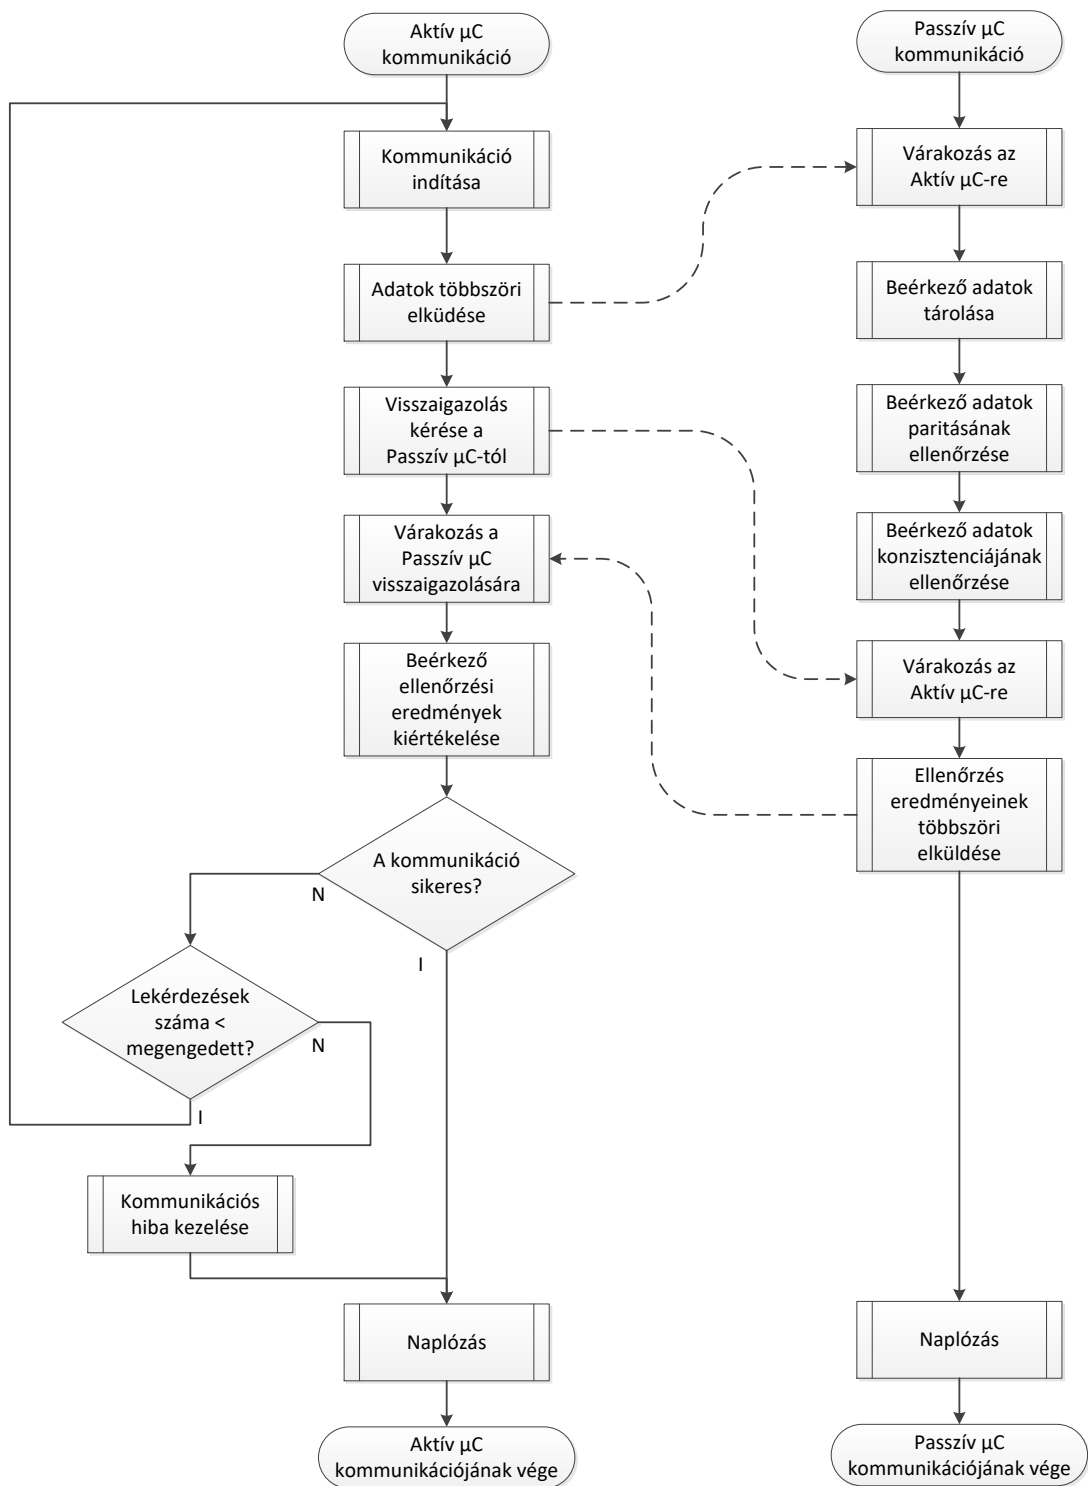 Aktív µC
kommunikáció
Kommunikáció
indítása
Adatok többszöri
elküdése
Visszaigazolás
kérése a
Passzív µC-tól
Várakozás a
Passzív µC
visszaigazolására
Beérkező
ellenőrzési
eredmények
kiértékelése
A kommunikáció
sikeres?
N
I
Lekérdezések
száma <
megengedett?
N
I
Kommunikációs
hiba kezelése
Naplózás
Aktív µC
kommunikációjának vége
Passzív µC
kommunikáció
Várakozás az
Aktív µC-re
Beérkező adatok
tárolása
Beérkező adatok
paritásának
ellenőrzése
Beérkező adatok
konzisztenciájának
ellenőrzése
Várakozás az
Aktív µC-re
Ellenőrzés
eredményeinek
többszöri
elküldése
Naplózás
Passzív µC
kommunikációjának vége